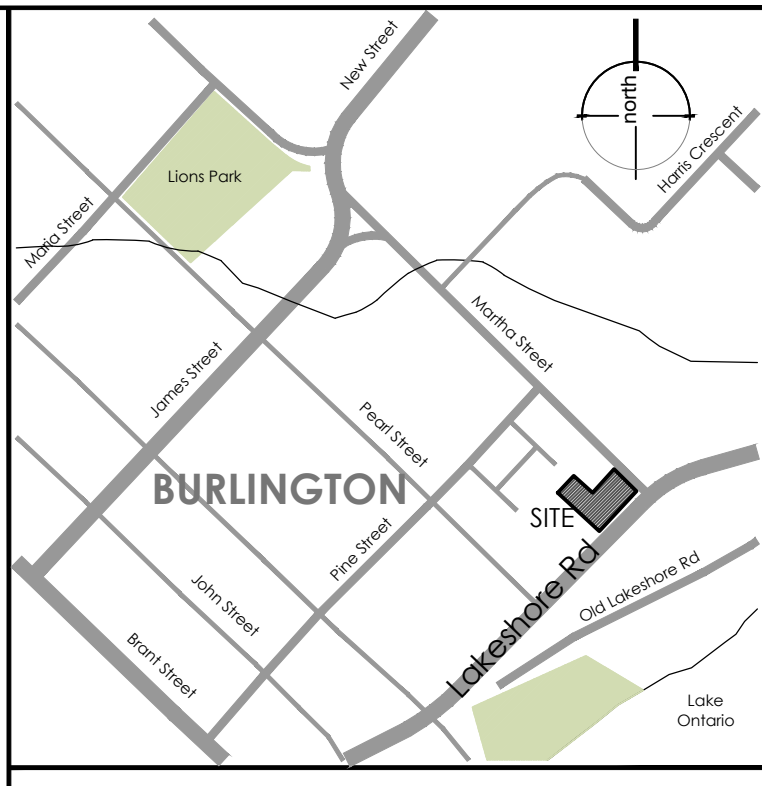 New Street
north
Harris Crescent
Lions Park
Maria Street
Martha Street
James Street
Pearl Street
BURLINGTON
SITE
Pine Street
Lakeshore Rd
Old Lakeshore Rd
John Street
Brant Street
Lake
Ontario